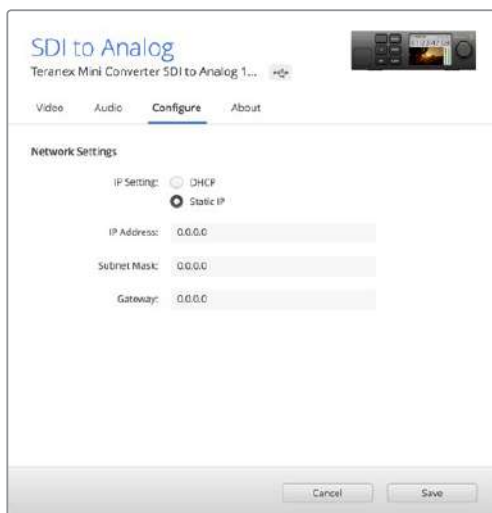 SDI to Analog
Teranex Mini Converter SDI to Analog 1...
Video Audio Configure About
Network Settings
IP Setting: DHCP
Static IP
IP Address: 0.0.0.0
Subnet Mask: 0.0.0.0
Gateway: 0.0.0.0
Cancel Save